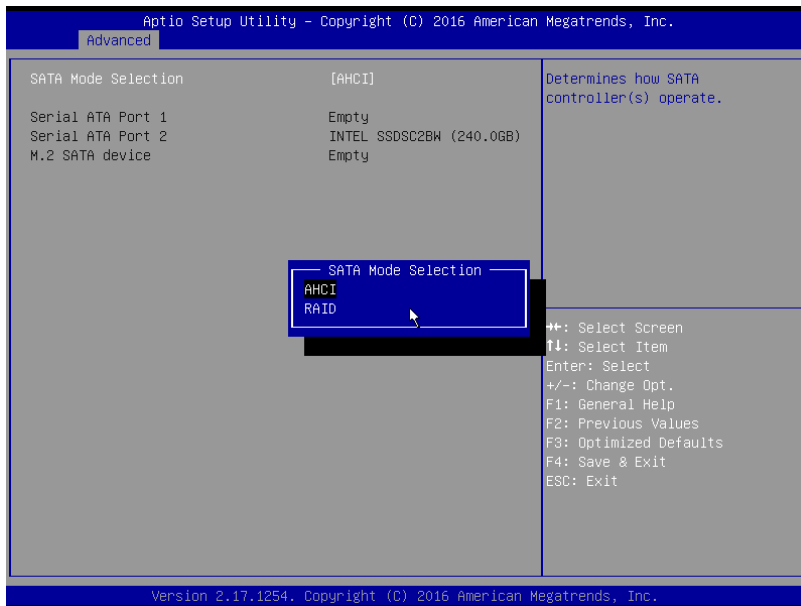 Aptio Setup Utility – Copyright (C) 2016 American Megatrends, Inc.
Advanced
SATA Mode Selection [AHCI]
Serial ATA Port 1 Empty
Serial ATA Port 2 INTEL SSDSC2BW (240.0GB)
M.2 SATA device Empty
Determines how SATA
controller(s) operate.
SATA Mode Selection
AHCI
RAID
→←: Select Screen
↑↓: Select Item
Enter: Select
+/-: Change Opt.
F1: General Help
F2: Previous Values
F3: Optimized Defaults
F4: Save & Exit
ESC: Exit
Version 2.17.1254. Copyright (C) 2016 American Megatrends, Inc.